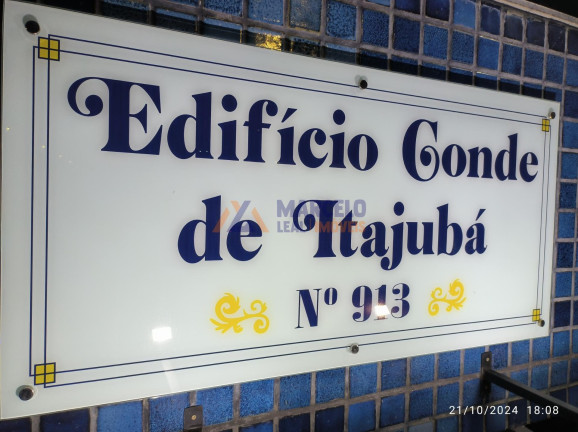 Edifício Conde
de Itajubá
Nº 913
21/10/2024 18:08